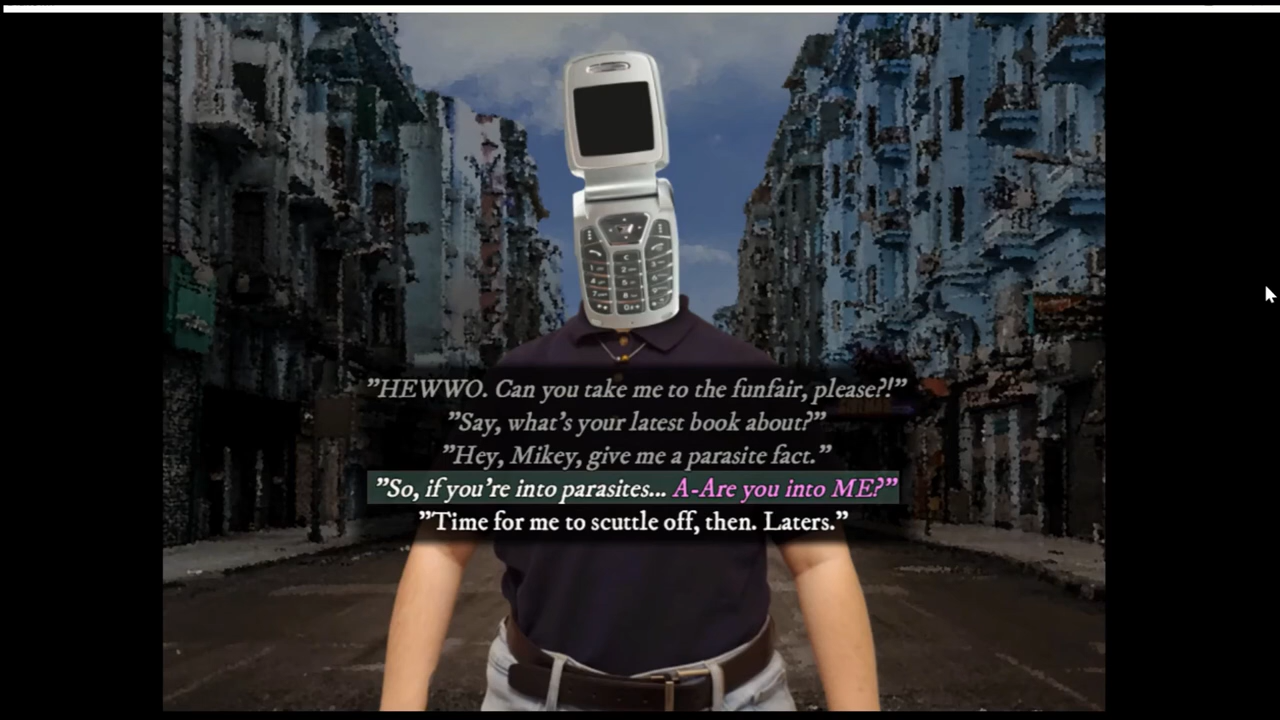 ”HEWWO. Can you take me to the funfair, please?!”
”Say, what’s your latest book about?”
”Hey, Mikey, give me a parasite fact.”
”So, if you’re into parasites... A-Are you into ME?”
”Time for me to scuttle off, then. Laters.”